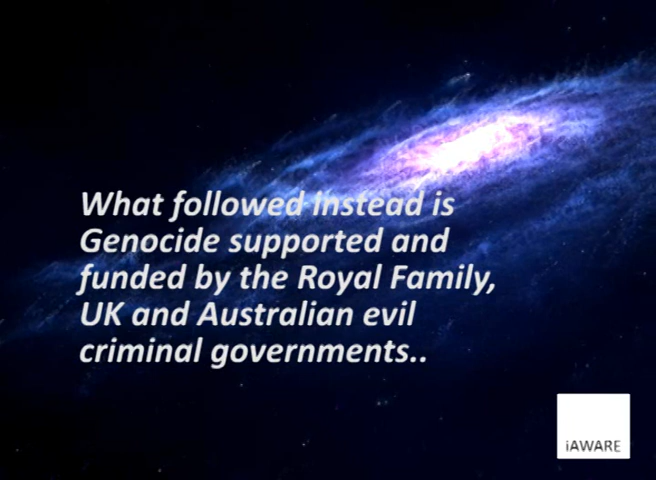 What followed instead is
Genocide supported and
funded by the Royal Family,
UK and Australian evil
criminal governments..
iAWARE